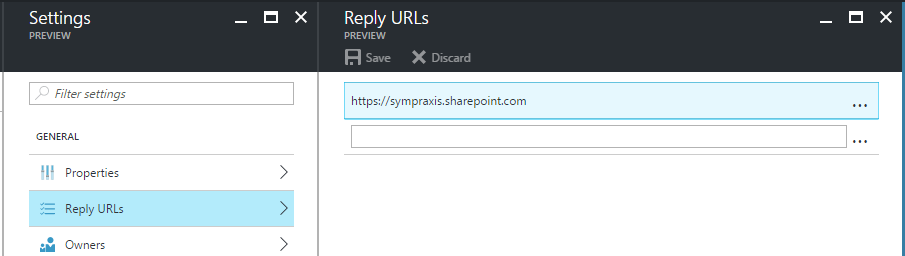 Settings
PREVIEW
Filter settings
GENERAL
Properties
Reply URLs
Owners
Reply URLs
PREVIEW
Save Discard
https://sympraxis.sharepoint.com
...
...